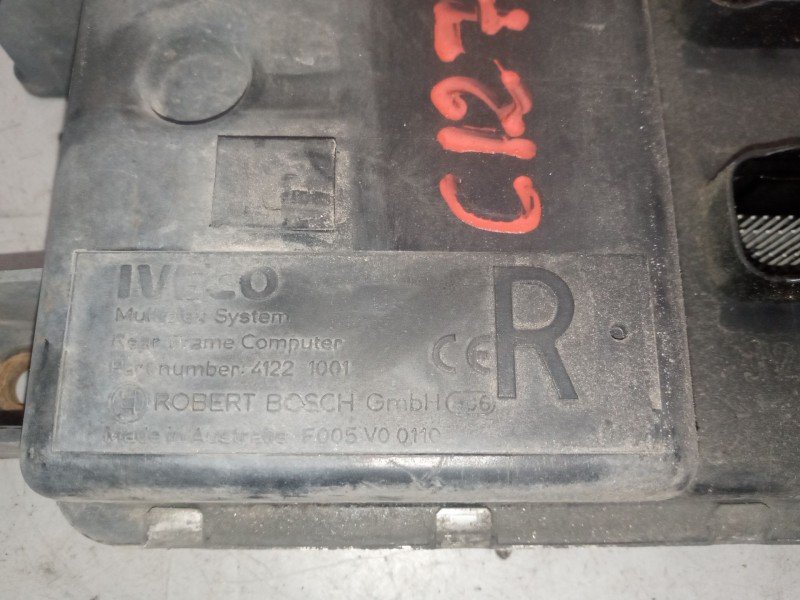 C127
IVECO
Multiplex System
Rear Frame Computer
Part number: 4122 1001
CE
R
ROBERT BOSCH GmbH
Made in Australia F005 V0 0110